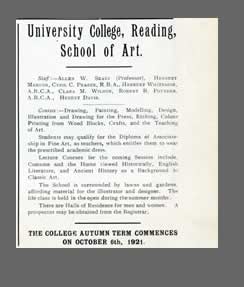 University College, Reading,
School of Art.
Staff:—ALLEN W. SEABY (Professor), HERBERT
CYRIL C. PEARCE, R.B.A., HERBERT WHITESIDE,
A.R.C.A., CLARA M. WILSON, ROBERT R.
A.R.C.A., HENRY DAVIS.
Course:—Drawing, Painting, Modelling, Design,
Illustration and Drawing for the Press, Etching, Colour
Printing from Wood Blocks, Crafts, and the Teaching
of Art.
Students may qualify for the Diploma of Associate-
ship in Fine Art, as teachers, which entitles them to wear
the prescribed academic dress.
Lecture Courses for the coming Session include,
Costume and the Home viewed Historically, English
Literature, and Ancient History as a Background to
Classic Art.
The School is surrounded by lawns and gardens,
affording material for the illustrator and designer. The
life class is held in the open during the summer months.
There are Halls of Residence for men and women. A
prospectus may be obtained from the Registrar.
THE COLLEGE AUTUMN TERM COMMENCES
ON OCTOBER 6th, 1921.